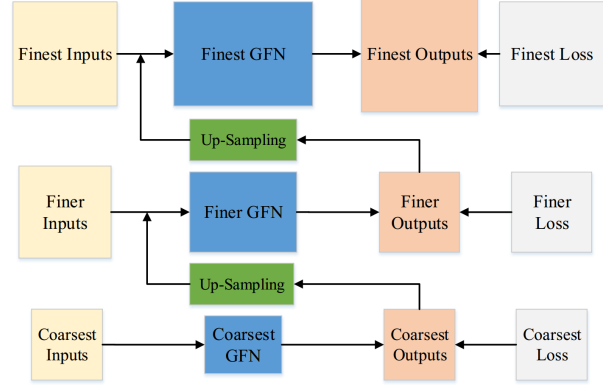 Finest Inputs
Finest GFN
Finest Outputs
Finest Loss
Up-Sampling
Finer
Inputs
Finer GFN
Finer
Outputs
Finer
Loss
Up-Sampling
Coarsest
Inputs
Coarsest
GFN
Coarsest
Outputs
Coarsest
Loss